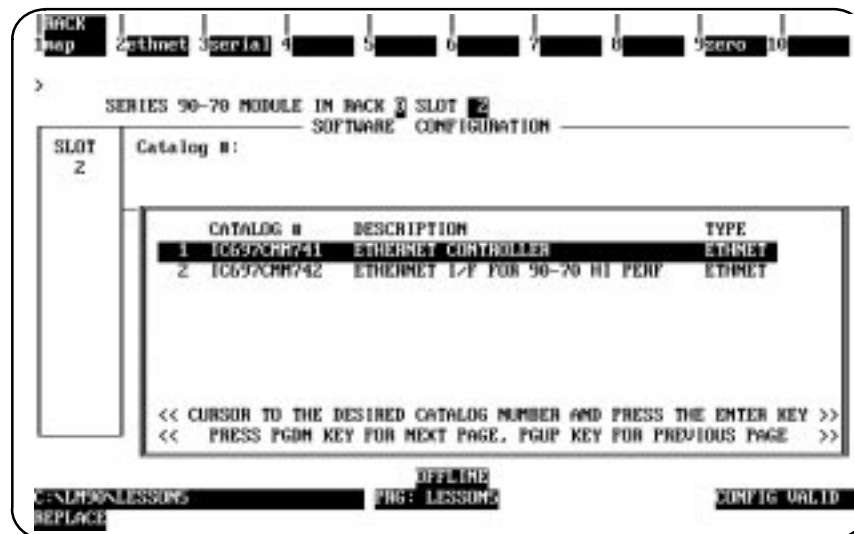 RACK
1map 2ethnet 3serial 4 5 6 7 8 9zero 10
>
SERIES 90-70 MODULE IN RACK 0 SLOT 2
SOFTWARE CONFIGURATION
SLOT Catalog #:
2
CATALOG # DESCRIPTION TYPE
1 IC697CMM741 ETHERNET CONTROLLER ETHNET
2 IC697CMM742 ETHERNET I/F FOR 90-70 HI PERF ETHNET
<< CURSOR TO THE DESIRED CATALOG NUMBER AND PRESS THE ENTER KEY >>
<< PRESS PGDN KEY FOR NEXT PAGE, PGUP KEY FOR PREVIOUS PAGE >>
OFFLINE
C:\LM90\LESSON5 PRG: LESSON5 CONFIG VALID
REPLACE